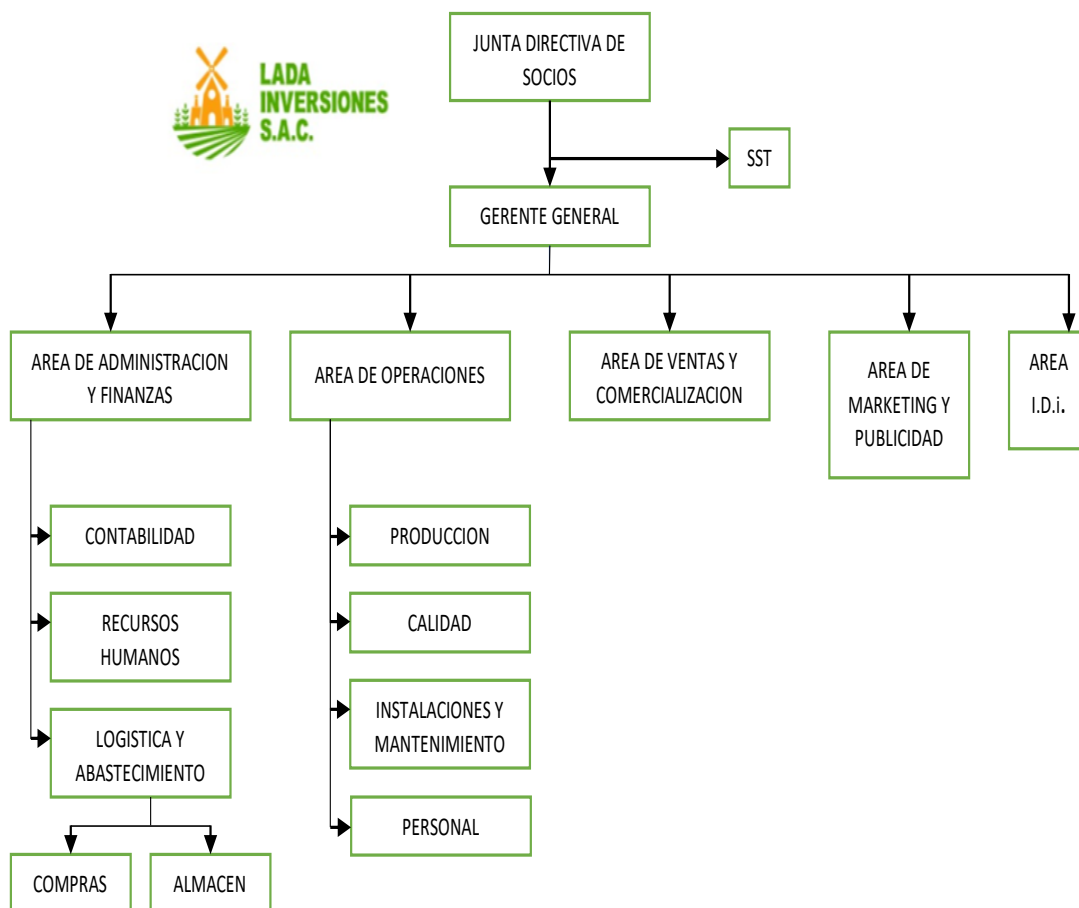 LADA
INVERSIONES
S.A.C.
JUNTA DIRECTIVA DE
SOCIOS
SST
GERENTE GENERAL
AREA DE ADMINISTRACION
Y FINANZAS
AREA DE OPERACIONES
AREA DE VENTAS Y
COMERCIALIZACION
AREA DE
MARKETING Y
PUBLICIDAD
AREA
I.D.i.
CONTABILIDAD
RECURSOS
HUMANOS
LOGISTICA Y
ABASTECIMIENTO
COMPRAS
ALMACEN
PRODUCCION
CALIDAD
INSTALACIONES Y
MANTENIMIENTO
PERSONAL